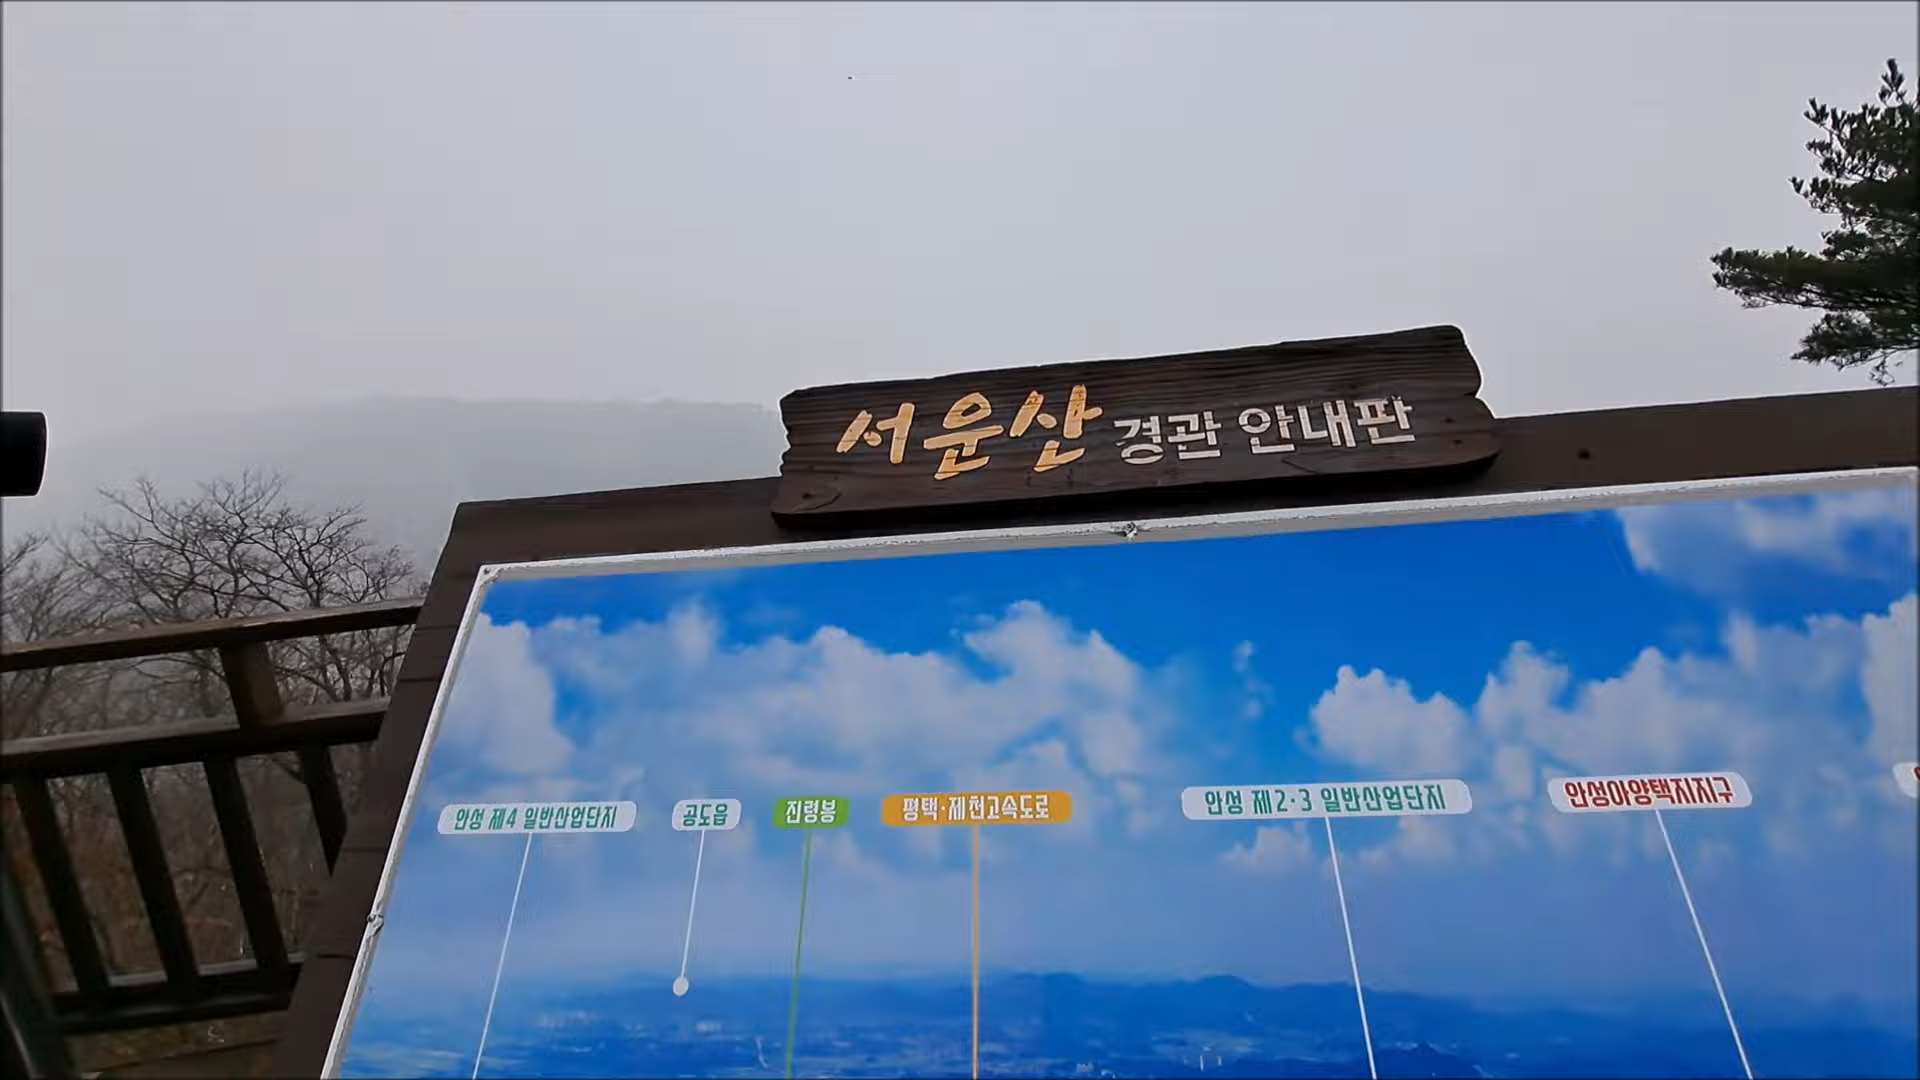 서운산 경관 안내판
안성 제4 일반산업단지
공도읍
진령봉
평택·제천고속도로
안성 제2·3 일반산업단지
안성아양택지지구